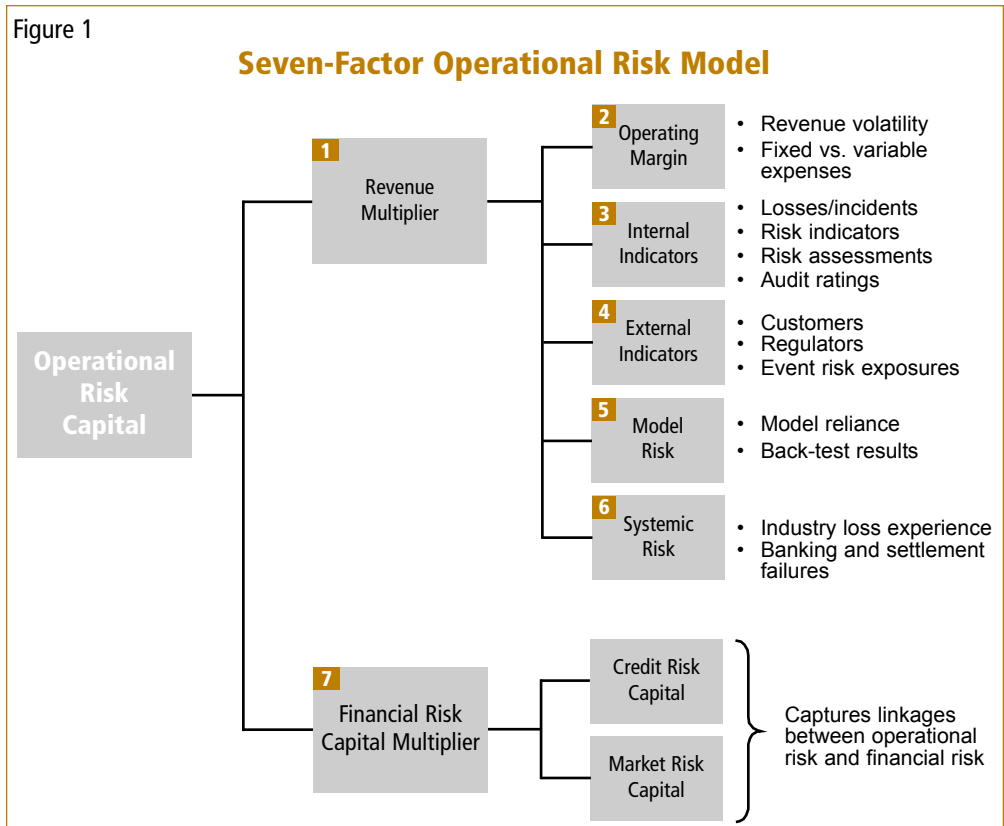 Figure 1
Seven-Factor Operational Risk Model
Operational
Risk
Capital
1
Revenue
Multiplier
2
Operating
Margin
• Revenue volatility
• Fixed vs. variable
expenses
3
Internal
Indicators
• Losses/incidents
• Risk indicators
• Risk assessments
• Audit ratings
4
External
Indicators
• Customers
• Regulators
• Event risk exposures
5
Model
Risk
• Model reliance
• Back-test results
6
Systemic
Risk
• Industry loss experience
• Banking and settlement
failures
7
Financial Risk
Capital Multiplier
Credit Risk
Capital
Market Risk
Capital
Captures linkages
between operational
risk and financial risk